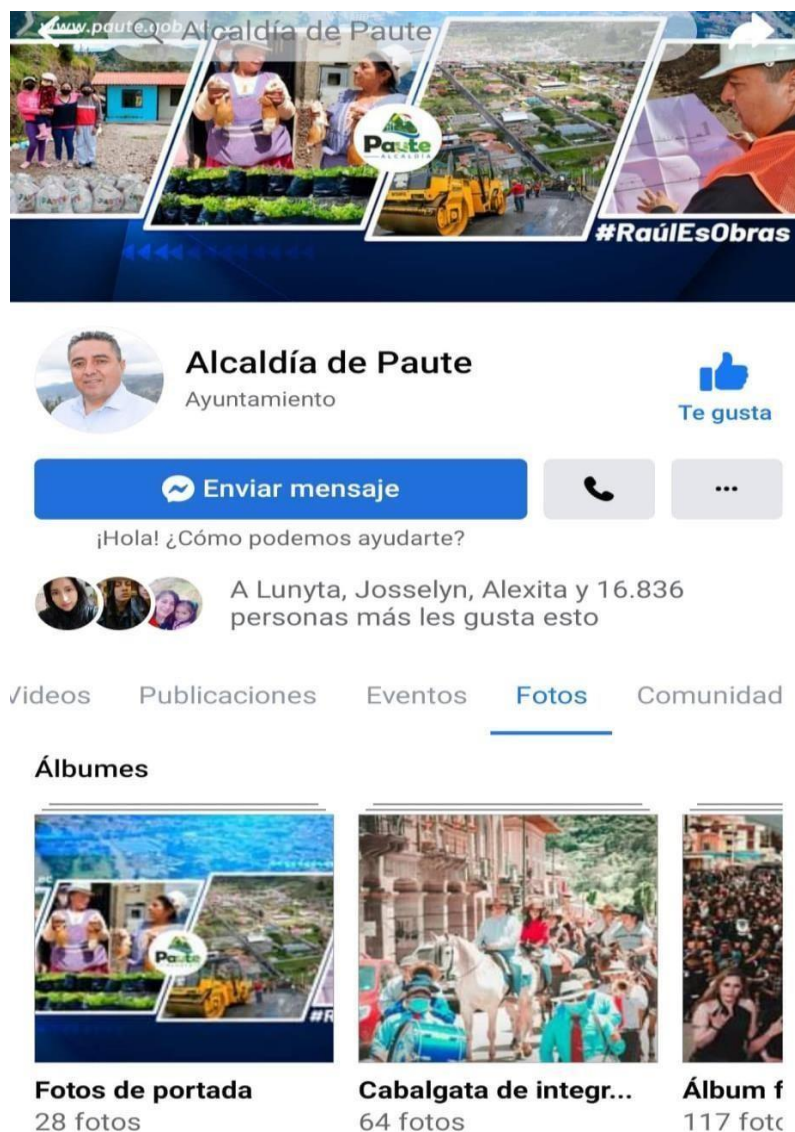 www.paute.gob.ec
Alcaldía de Paute
Paute
ALCALDÍA
#RaúlEsObras
Alcaldía de Paute
Ayuntamiento
Te gusta
Enviar mensaje
¡Hola! ¿Cómo podemos ayudarte?
A Lunyta, Josselyn, Alexita y 16.836
personas más les gusta esto
Videos Publicaciones Eventos Fotos Comunidad
Álbumes
Paute
#R
Fotos de portada Cabalgata de integr... Álbum f
28 fotos 64 fotos 117 foto